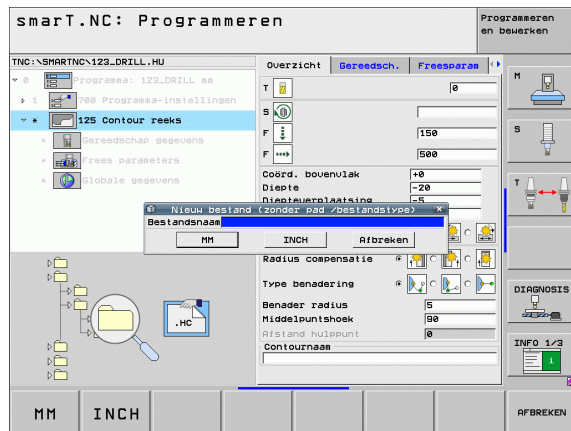 smarT.NC: Programmeren
Programmeren en bewerken
TNC:\SMARTNC\123_DRILL.HU
0 Programma: 123_DRILL mm
1 700 Programma-instellingen
* 125 Contour reeks
* Gereedschap gegevens
* Frees parameters
* Globale gegevens
Overzicht Gereedsch. Freesparam
T 0
S
F 150
F 500
Coörd. bovenvlak +0
Diepte -20
Diepteverplaatsing -5
Nieuw bestand (zonder pad /bestandstype)
Bestandsnaam
MM INCH Afbreken
Radius compensatie
Type benadering
Benader radius 5
Middelpuntshoek 90
Afstand hulppunt 0
Contournaam
.HC
M
S
T
DIAGNOSIS
INFO 1/3
1
MM INCH AFBREKEN